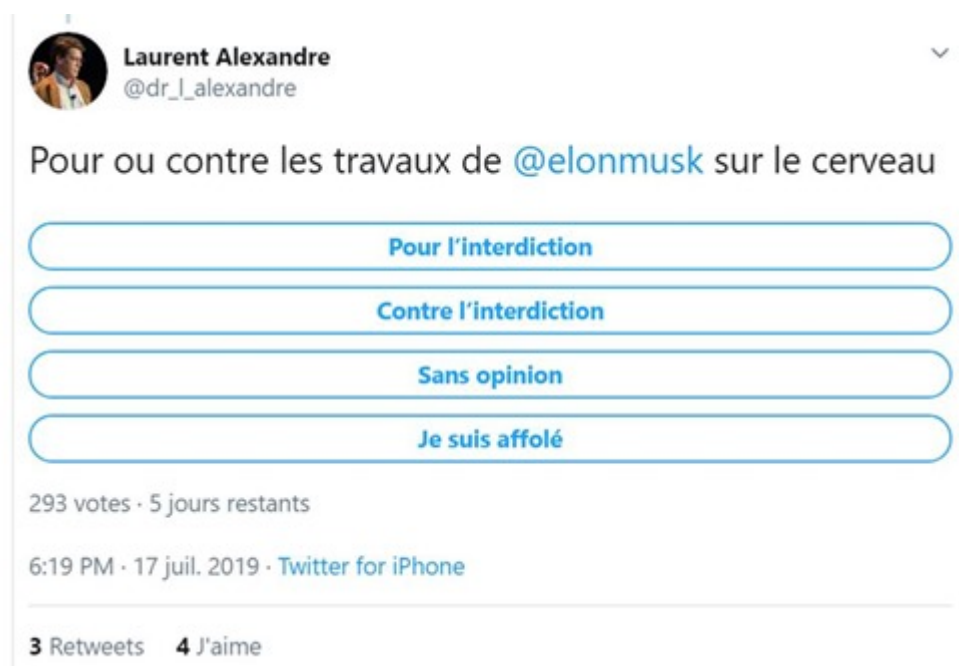 Laurent Alexandre
@dr_l_alexandre
Pour ou contre les travaux de @elonmusk sur le cerveau
Pour l'interdiction
Contre l'interdiction
Sans opinion
Je suis affolé
293 votes · 5 jours restants
6:19 PM · 17 juil. 2019 · Twitter for iPhone
3 Retweets 4 J'aime